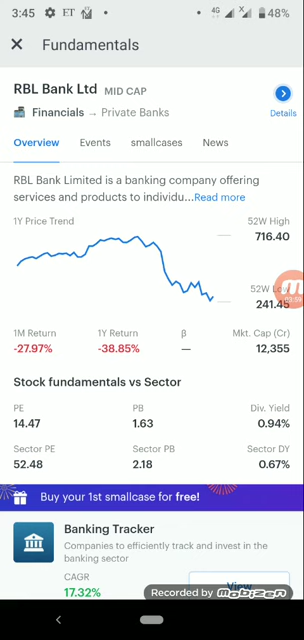 3:45 ET 4G X 48%
Fundamentals
RBL Bank Ltd MID CAP
Financials → Private Banks
Details
Overview Events smallcases News
RBL Bank Limited is a banking company offering
services and products to individu...Read more
1Y Price Trend
52W High
716.40
52W Low
241.45
03:59
1M Return 1Y Return β Mkt. Cap (Cr)
-27.97% -38.85% — 12,355
Stock fundamentals vs Sector
PE PB Div. Yield
14.47 1.63 0.94%
Sector PE Sector PB Sector DY
52.48 2.18 0.67%
Buy your 1st smallcase for free!
Banking Tracker
Companies to efficiently track and invest in the
banking sector
CAGR
17.32%
View
Recorded by mobizen